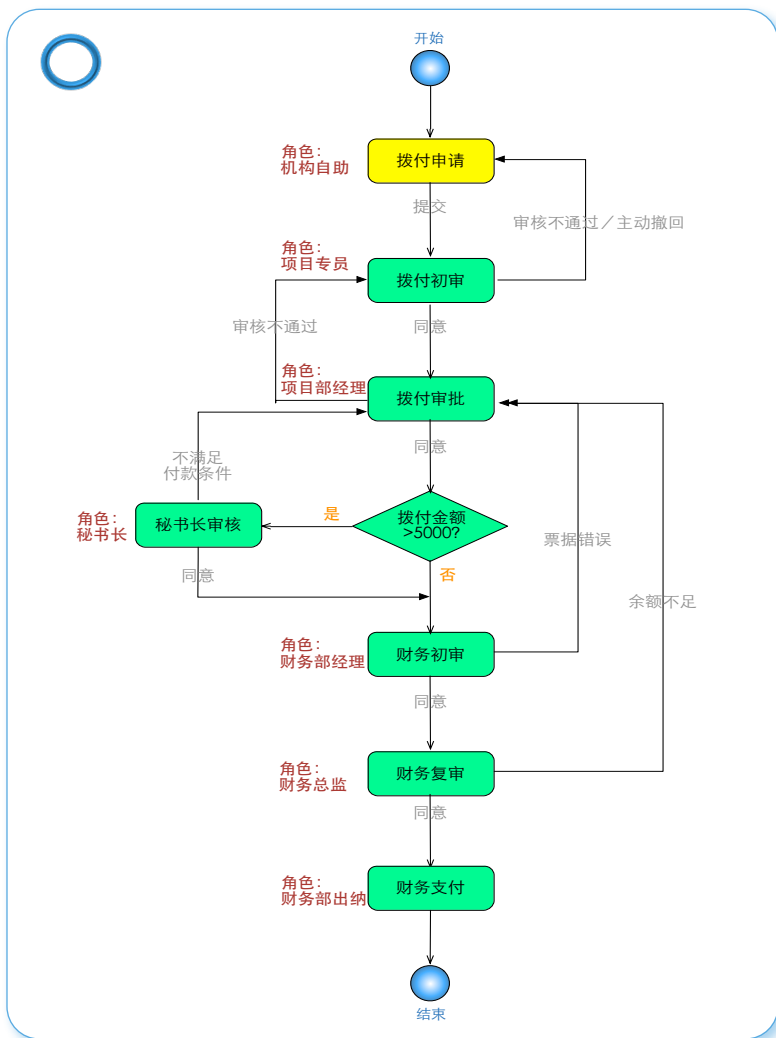 开始
角色：
机构自助
拨付申请
提交
审核不通过／主动撤回
角色：
项目专员
拨付初审
审核不通过
同意
角色：
项目部经理
拨付审批
同意
不满足
付款条件
角色：
秘书长
秘书长审核
是
拨付金额
>5000?
票据错误
同意
否
余额不足
角色：
财务部经理
财务初审
同意
角色：
财务总监
财务复审
同意
角色：
财务部出纳
财务支付
结束